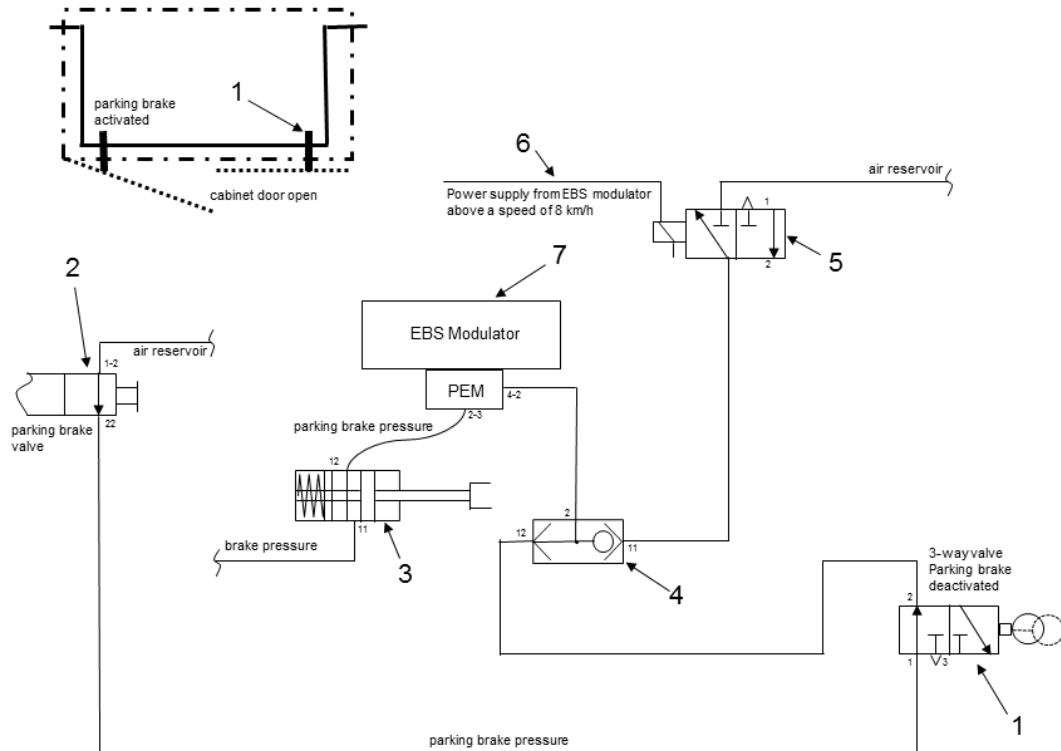 parking brake
activated
1
cabinet door open
6
Power supply from EBS modulator
above a speed of 8 km/h
air reservoir
1
2
5
7
EBS Modulator
PEM
4-2
2-3
2
air reservoir
1-2
22
parking brake
valve
parking brake pressure
12
11
3
brake pressure
2
12
11
4
3-way valve
Parking brake
deactivated
2
1
3
1
parking brake pressure